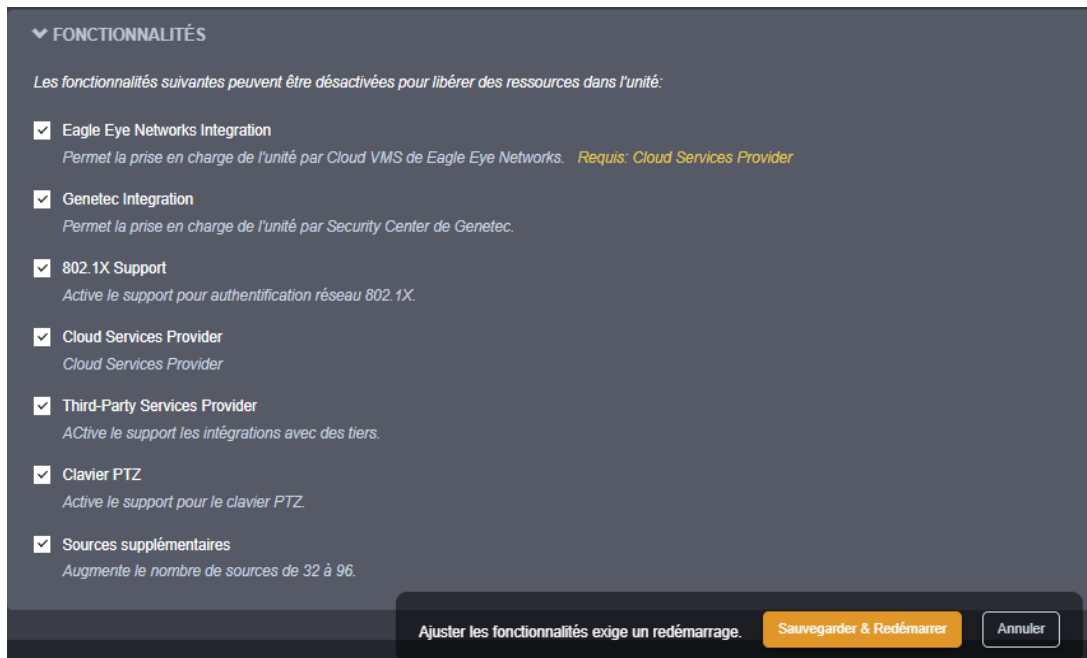 FONCTIONNALITÉS
Les fonctionnalités suivantes peuvent être désactivées pour libérer des ressources dans l'unité:
Eagle Eye Networks Integration
Permet la prise en charge de l'unité par Cloud VMS de Eagle Eye Networks. Requis: Cloud Services Provider
Genetec Integration
Permet la prise en charge de l'unité par Security Center de Genetec.
802.1X Support
Active le support pour authentification réseau 802.1X.
Cloud Services Provider
Cloud Services Provider
Third-Party Services Provider
ACtive le support les intégrations avec des tiers.
Clavier PTZ
Active le support pour le clavier PTZ.
Sources supplémentaires
Augmente le nombre de sources de 32 à 96.
Ajuster les fonctionnalités exige un redémarrage. Sauvegarder & Redémarrer Annuler